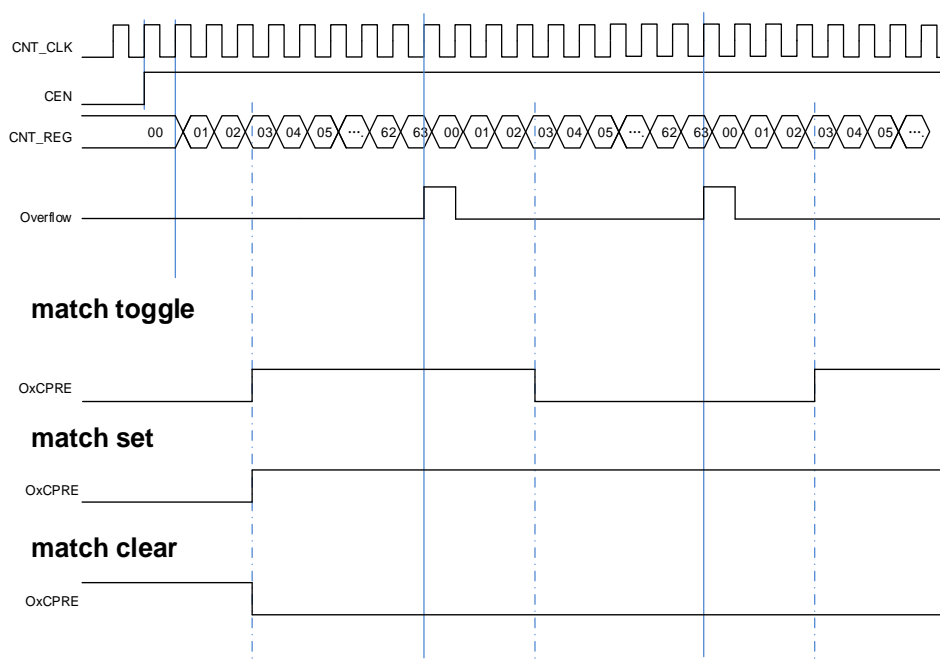 CNT_CLK
CEN
CNT_REG 00 01 02 03 04 05 ···. 62 63 00 01 02 03 04 05 ···. 62 63 00 01 02 03 04 05 ···.
Overflow
match toggle
OxCPRE
match set
OxCPRE
match clear
OxCPRE